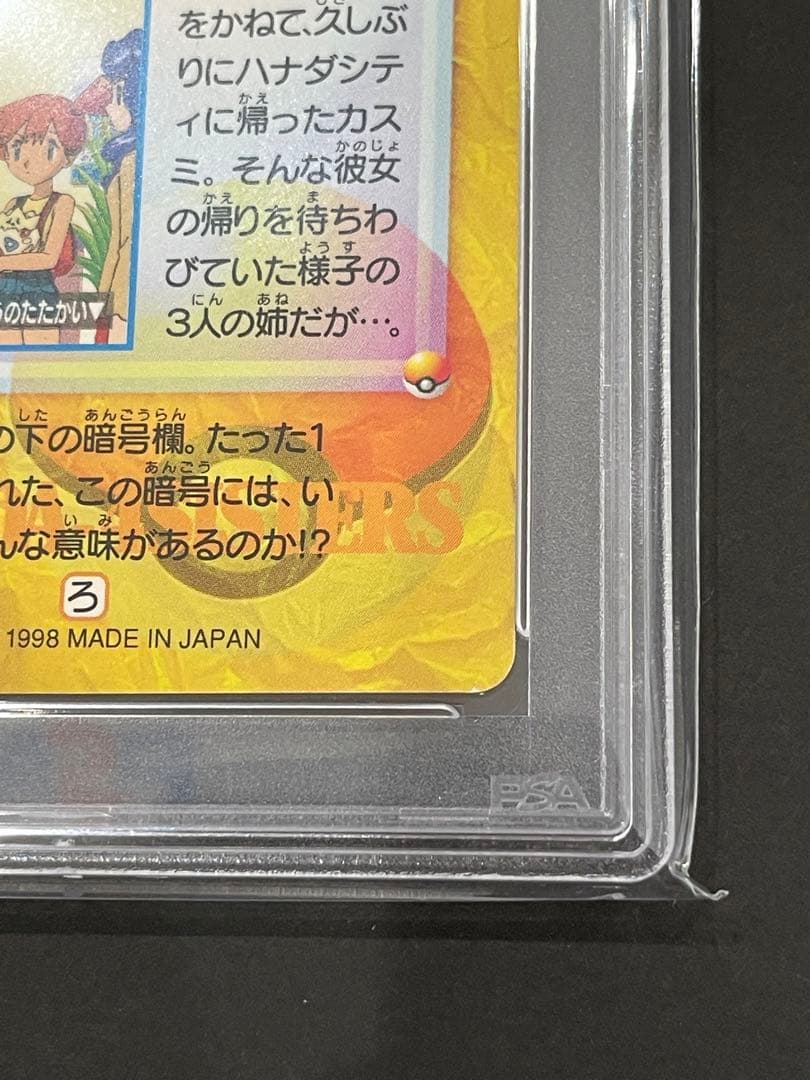 をかねて、久しぶ
りにハナダシテ
ィに帰ったカス
ミ。そんな彼女
の帰りを待ちわ
びていた様子の
3人の姉だが…。
のたたかい▼
の下の暗号欄。たった1
れた、この暗号には、い
んな意味があるのか!?
SISTERS
ろ
1998 MADE IN JAPAN
PSA